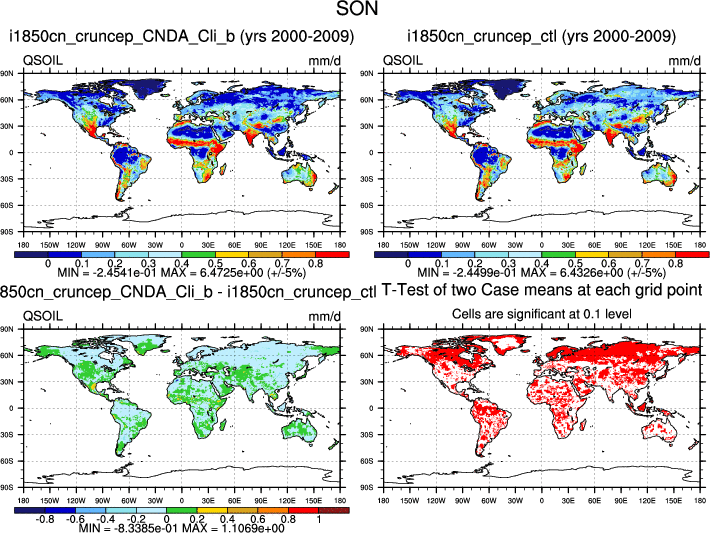 SON
i1850cn_cruncep_CNDA_Cli_b (yrs 2000-2009)
QSOIL mm/d
90N
60N
30N
0
30S
60S
90S
180 150W 120W 90W 60W 30W 0 30E 60E 90E 120E 150E 180
0 0.1 0.2 0.3 0.4 0.5 0.6 0.7 0.8
MIN = -2.4541e-01 MAX = 6.4725e+00 (+/-5%)
i1850cn_cruncep_ctl (yrs 2000-2009)
QSOIL mm/d
90N
60N
30N
0
30S
60S
90S
180 150W 120W 90W 60W 30W 0 30E 60E 90E 120E 150E 180
0 0.1 0.2 0.3 0.4 0.5 0.6 0.7 0.8
MIN = -2.4499e-01 MAX = 6.4326e+00 (+/-5%)
850cn_cruncep_CNDA_Cli_b - i1850cn_cruncep_ctl
QSOIL mm/d
90N
60N
30N
0
30S
60S
90S
180 150W 120W 90W 60W 30W 0 30E 60E 90E 120E 150E 180
-0.8 -0.6 -0.4 -0.2 0 0.2 0.4 0.6 0.8 1
MIN = -8.3385e-01 MAX = 1.1069e+00
T-Test of two Case means at each grid point
Cells are significant at 0.1 level
90N
60N
30N
0
30S
60S
90S
180 150W 120W 90W 60W 30W 0 30E 60E 90E 120E 150E 180